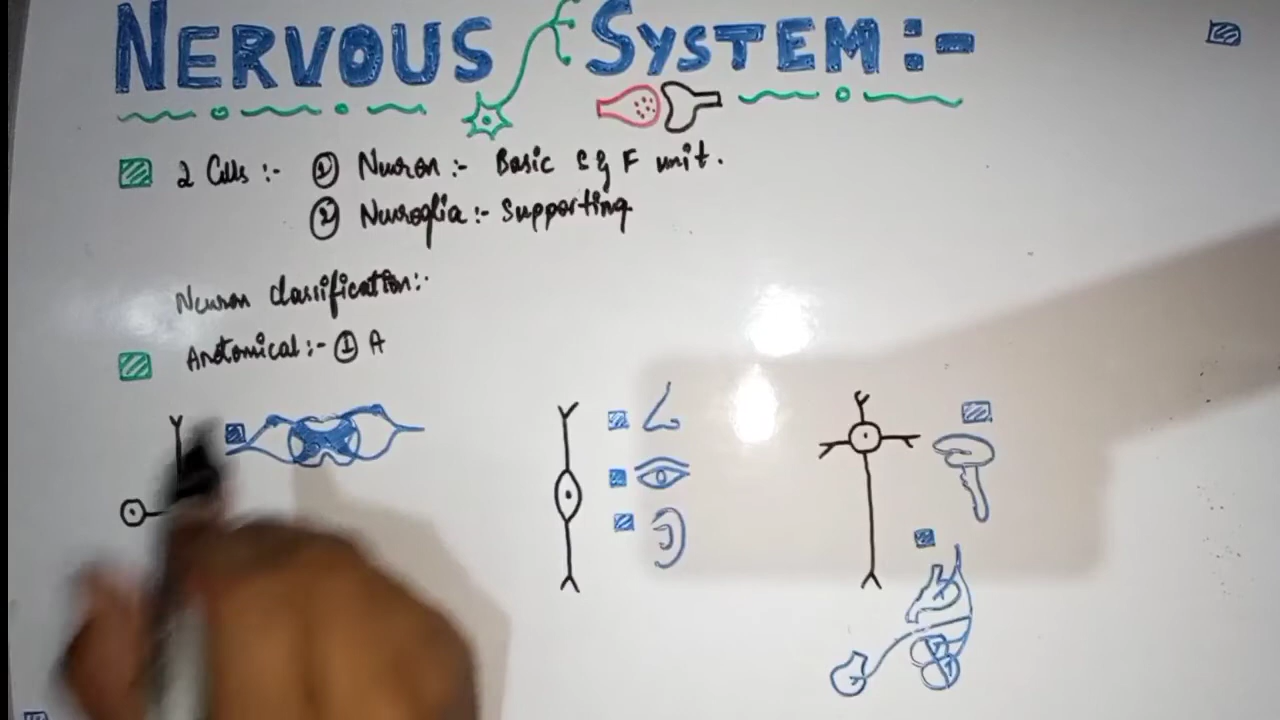 NERVOUS SYSTEM:-
2 Cells :- ① Neuron :- Basic S & F unit.
② Neuroglia :- Supporting
Neuron classification:-
Anatomical :- ① A